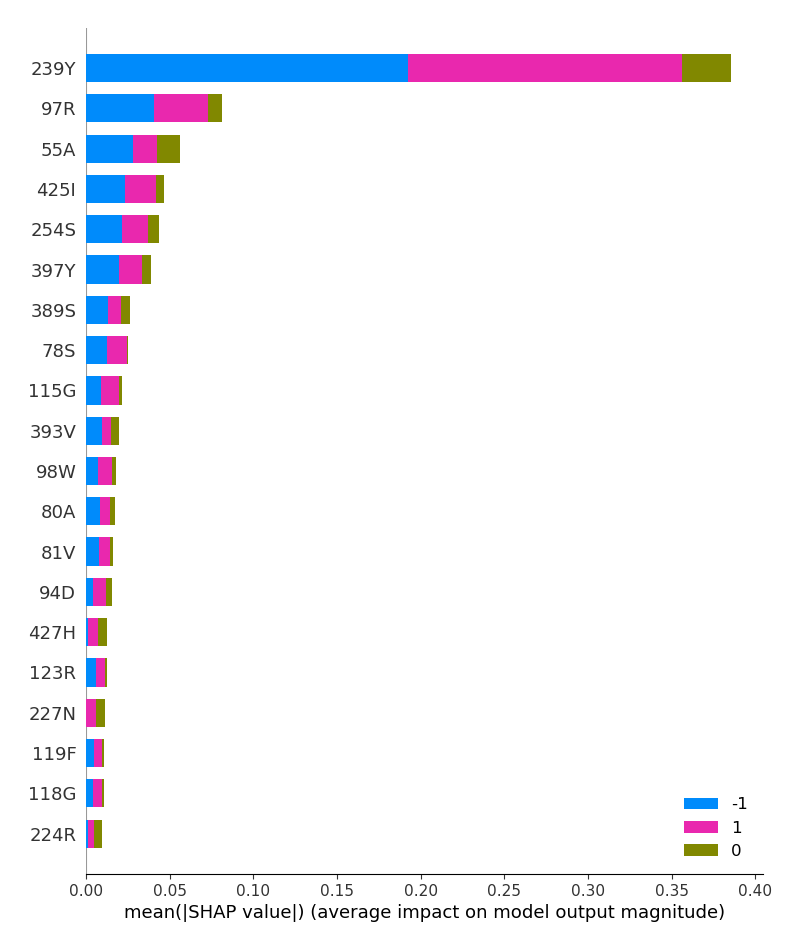 239Y
97R
55A
425I
254S
397Y
389S
78S
115G
393V
98W
80A
81V
94D
427H
123R
227N
119F
118G
224R
-1
1
0
0.00 0.05 0.10 0.15 0.20 0.25 0.30 0.35 0.40
mean(|SHAP value|) (average impact on model output magnitude)